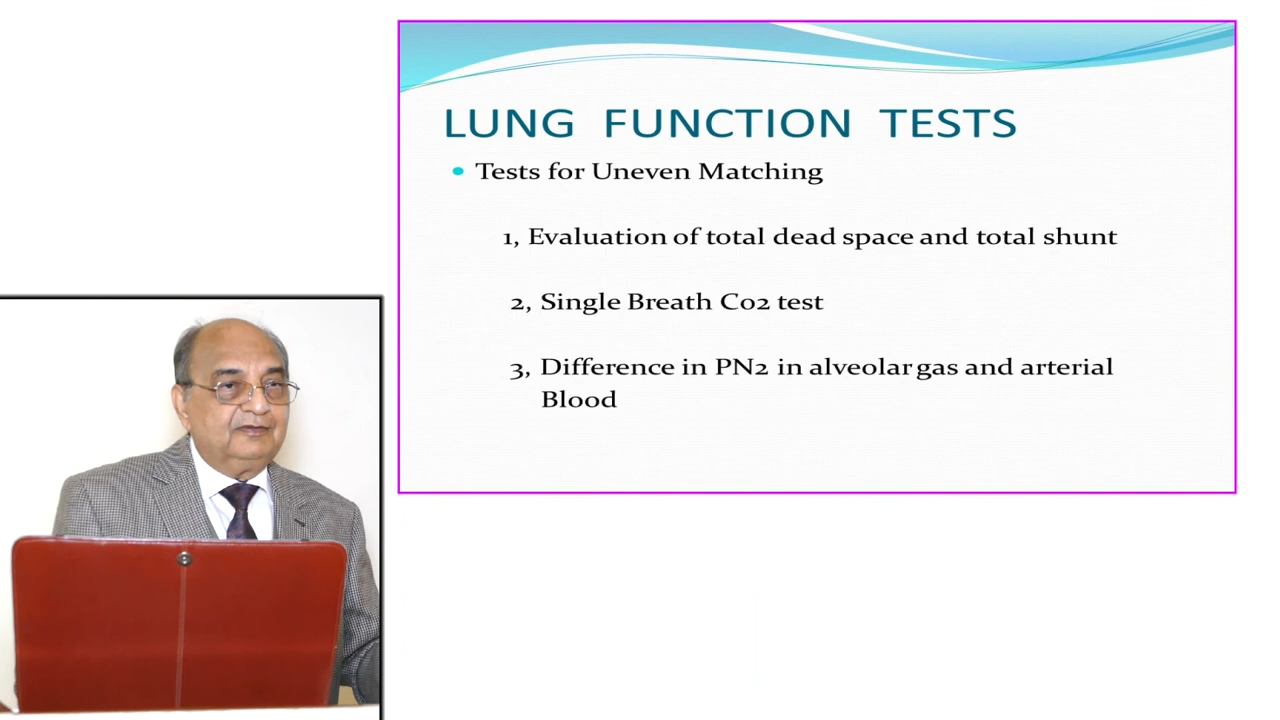 LUNG FUNCTION TESTS
• Tests for Uneven Matching
1, Evaluation of total dead space and total shunt
2, Single Breath Co2 test
3, Difference in PN2 in alveolar gas and arterial
Blood